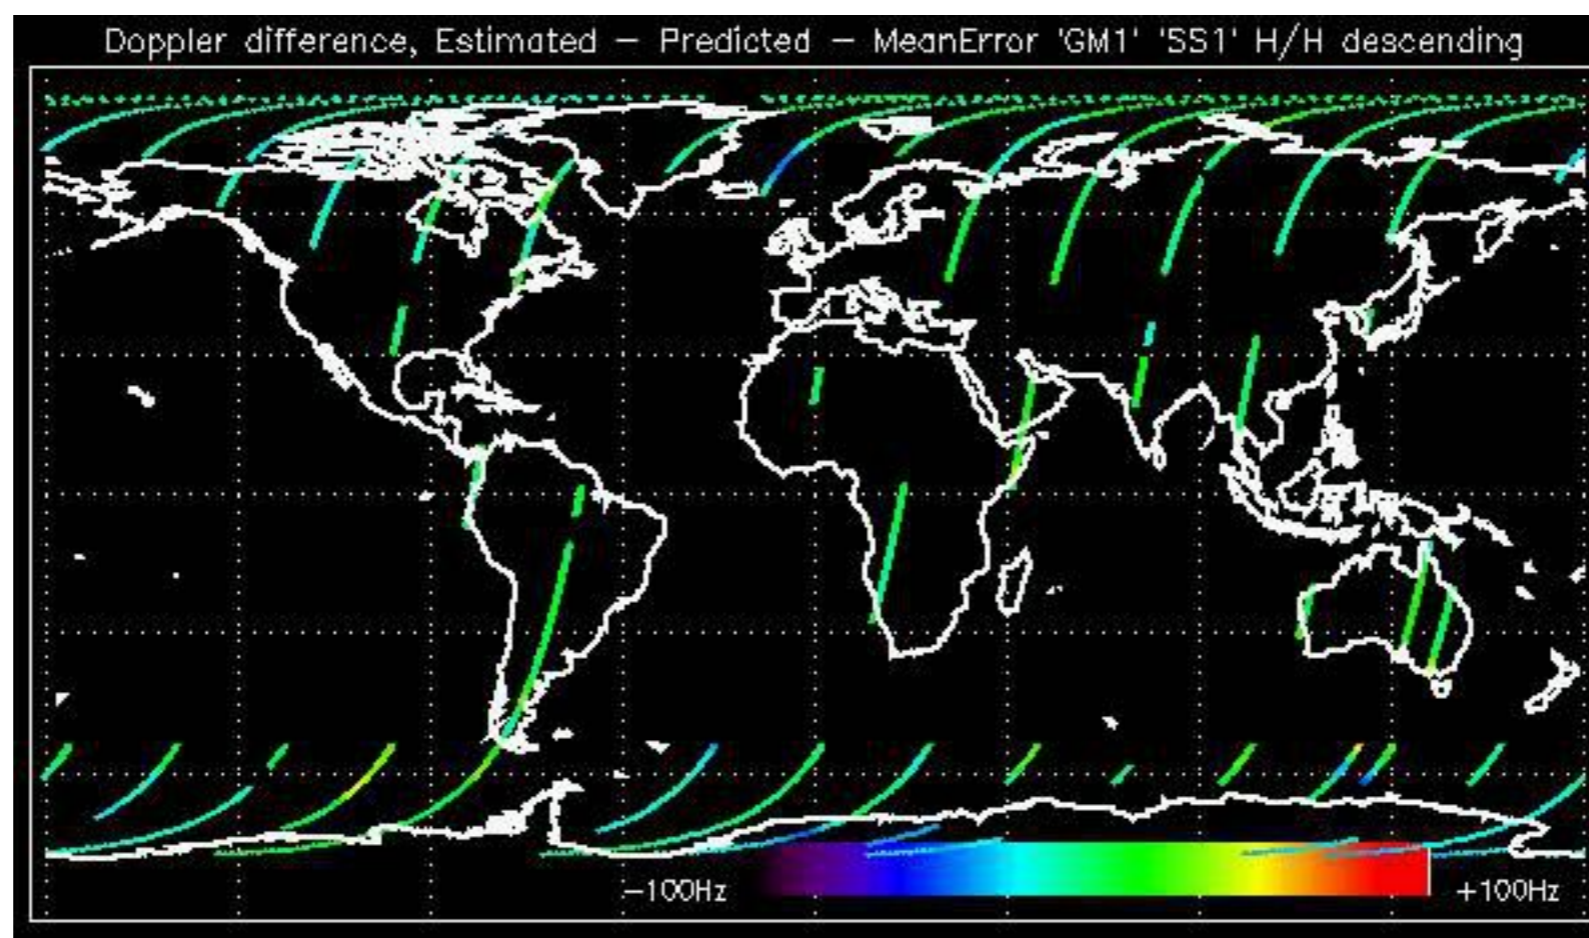 Doppler difference, Estimated − Predicted − MeanError 'GM1' 'SS1' H/H descending
−100Hz
+100Hz